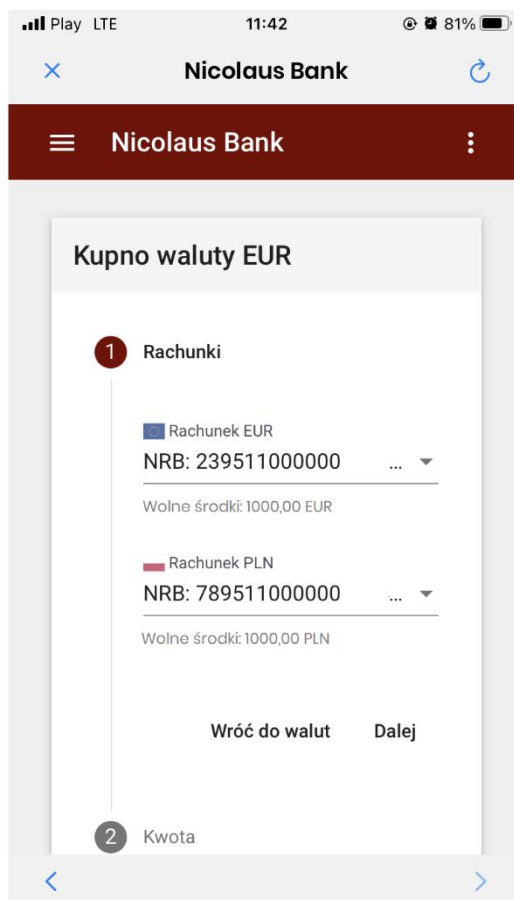 Play LTE 11:42 81%
Nicolaus Bank
Nicolaus Bank
Kupno waluty EUR
1 Rachunki
Rachunek EUR
NRB: 239511000000 ...
Wolne środki: 1000,00 EUR
Rachunek PLN
NRB: 789511000000 ...
Wolne środki: 1000,00 PLN
Wróć do walut Dalej
2 Kwota